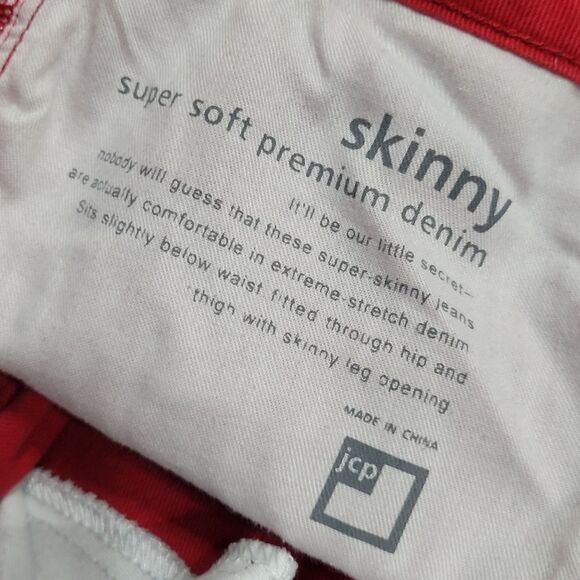 skinny
super soft premium denim
It'll be our little secret—
nobody will guess that these super-skinny jeans
are actually comfortable in extreme-stretch denim
Sits slightly below waist fitted through hip and
thigh with skinny leg opening
MADE IN CHINA
jcp